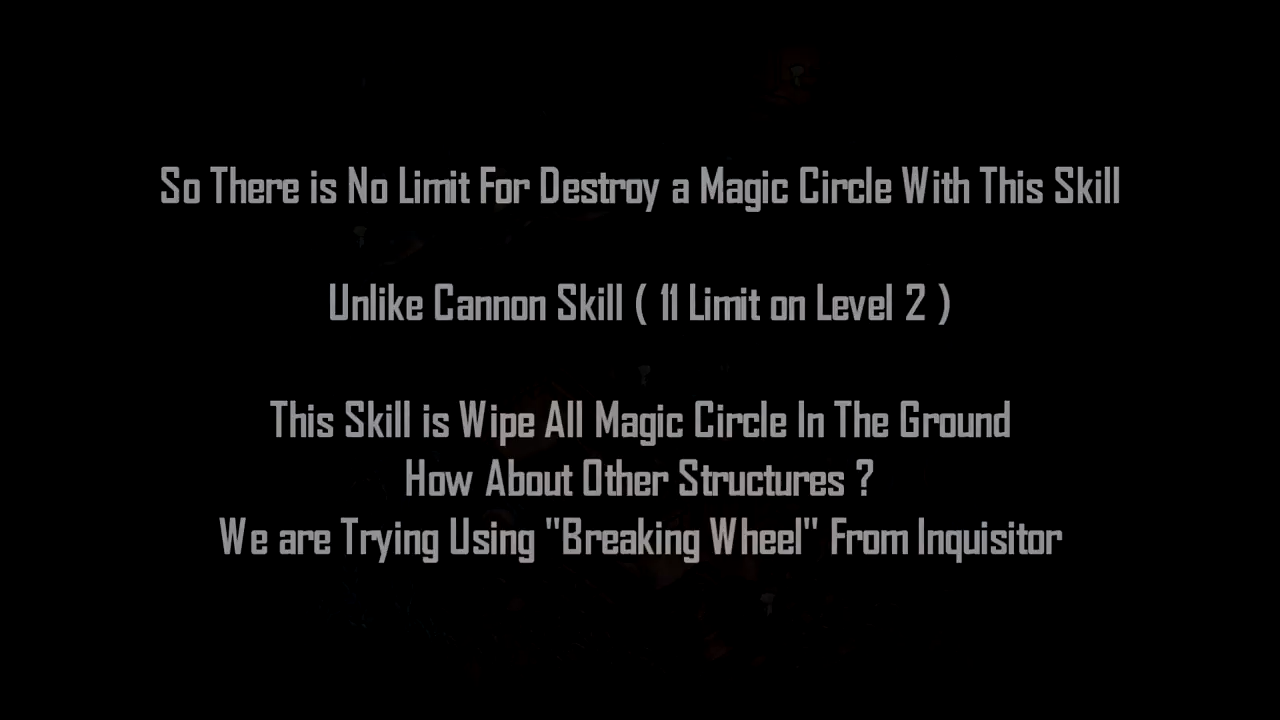 So There is No Limit For Destroy a Magic Circle With This Skill
Unlike Cannon Skill ( 11 Limit on Level 2 )
This Skill is Wipe All Magic Circle In The Ground
How About Other Structures ?
We are Trying Using "Breaking Wheel" From Inquisitor